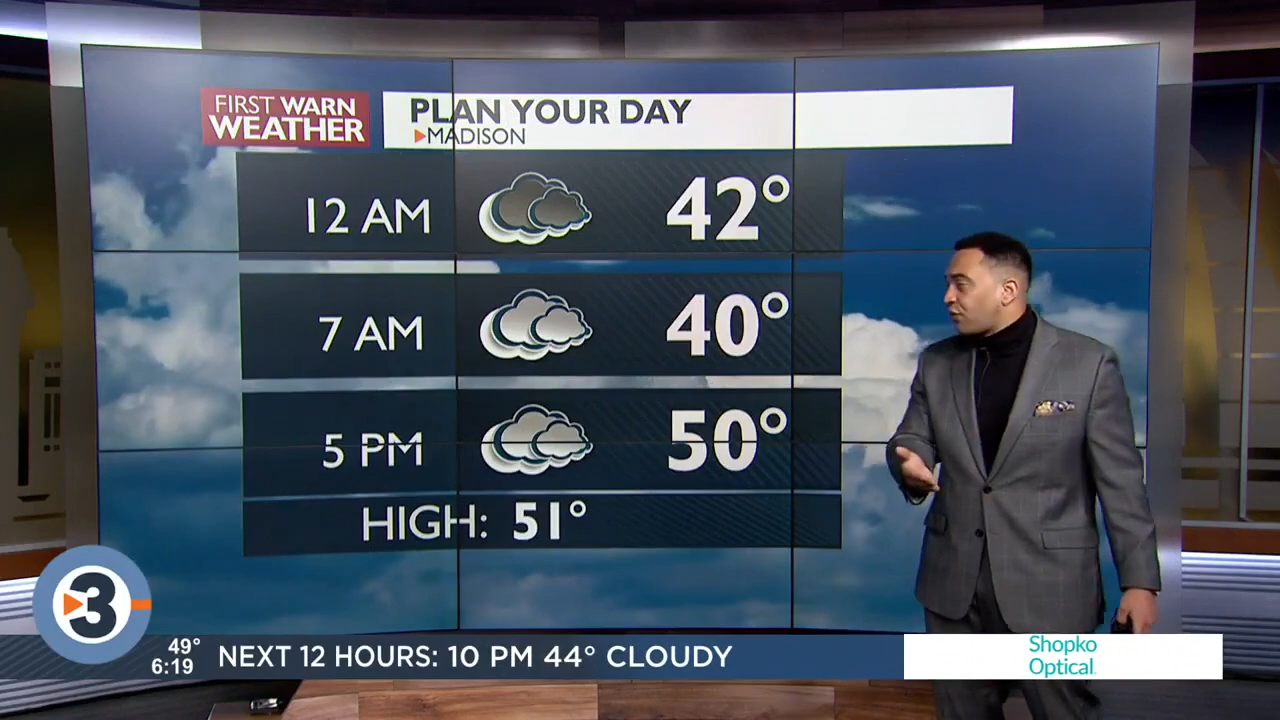 FIRST WARN
WEATHER
PLAN YOUR DAY
MADISON
12 AM 42°
7 AM 40°
5 PM 50°
HIGH: 51°
3
49°
6:19
NEXT 12 HOURS: 10 PM 44° CLOUDY
Shopko
Optical